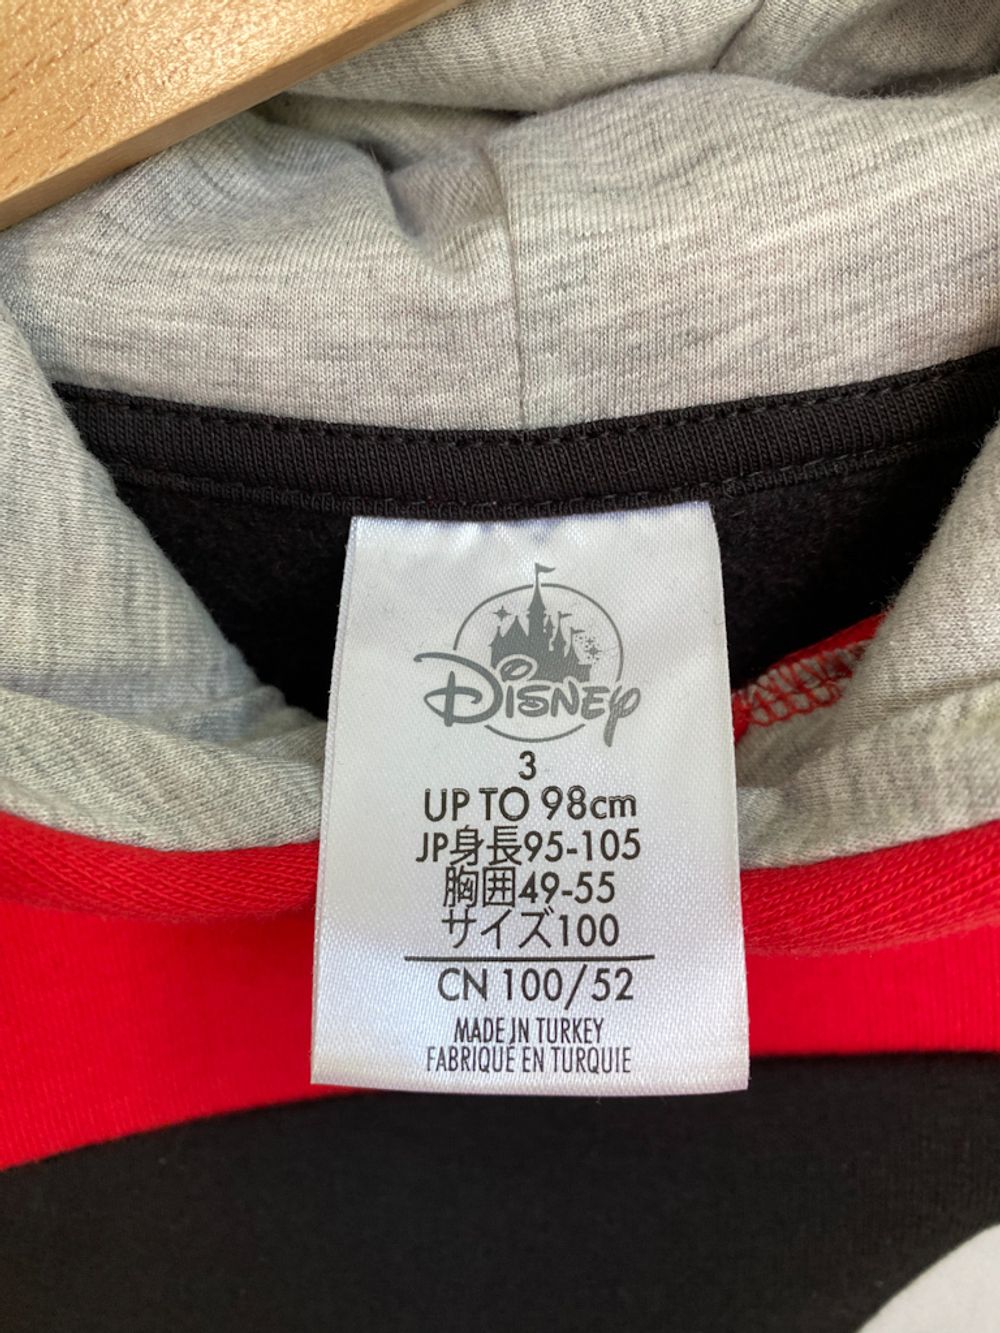 Disney
3
UP TO 98cm
JP身長95-105
胸囲49-55
サイズ100
CN 100/52
MADE IN TURKEY
FABRIQUÉ EN TURQUIE